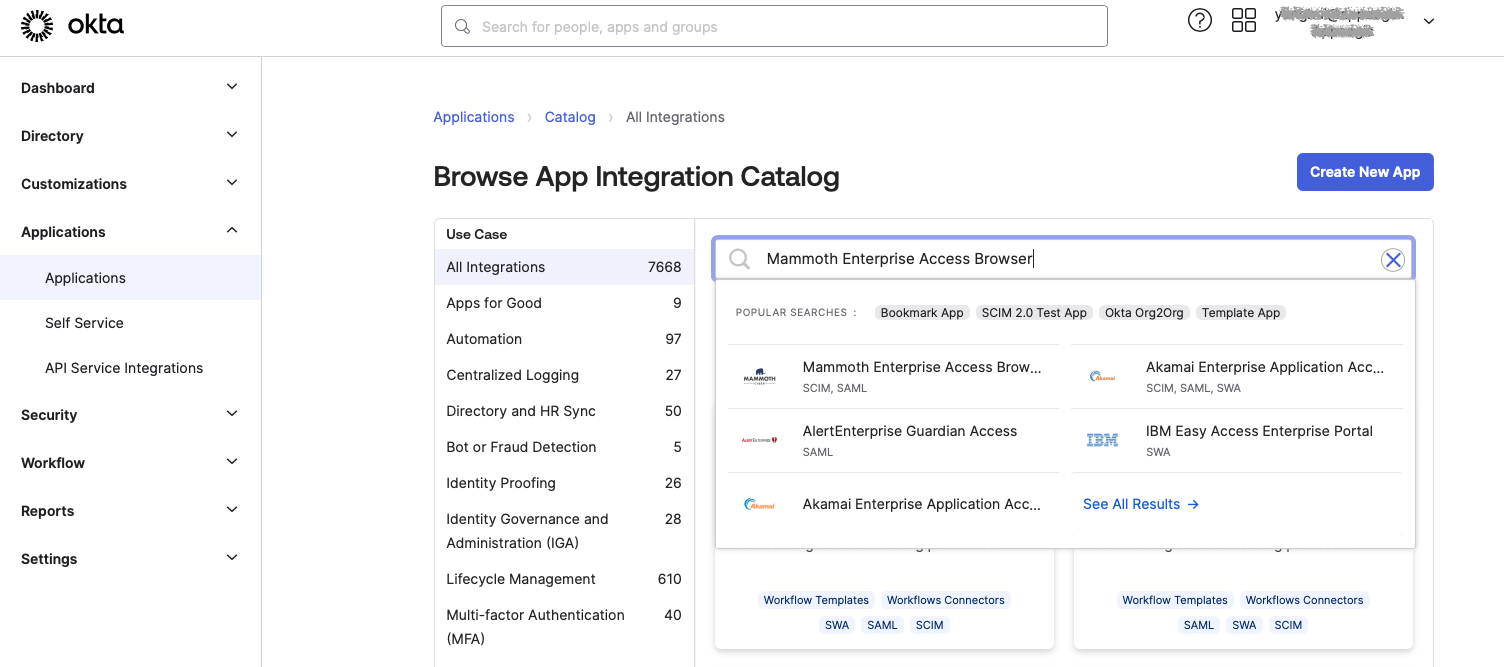 okta
Search for people, apps and groups
Dashboard
Directory
Customizations
Applications
Applications
Self Service
API Service Integrations
Security
Workflow
Reports
Settings
Applications › Catalog › All Integrations
Browse App Integration Catalog
Create New App
Use Case
All Integrations 7668
Apps for Good 9
Automation 97
Centralized Logging 27
Directory and HR Sync 50
Bot or Fraud Detection 5
Identity Proofing 26
Identity Governance and 28
Administration (IGA)
Lifecycle Management 610
Multi-factor Authentication 40
(MFA)
Mammoth Enterprise Access Browser
POPULAR SEARCHES : Bookmark App SCIM 2.0 Test App Okta Org2Org Template App
MAMMOTH
Mammoth Enterprise Access Brow...
SCIM, SAML
Akamai
Akamai Enterprise Application Acc...
SCIM, SAML, SWA
ALERTENTERPRISE
AlertEnterprise Guardian Access
SAML
IBM
IBM Easy Access Enterprise Portal
SWA
Akamai
Akamai Enterprise Application Acc...
See All Results →
Workflow Templates Workflows Connectors
SWA SAML SCIM
Workflow Templates Workflows Connectors
SAML SWA SCIM